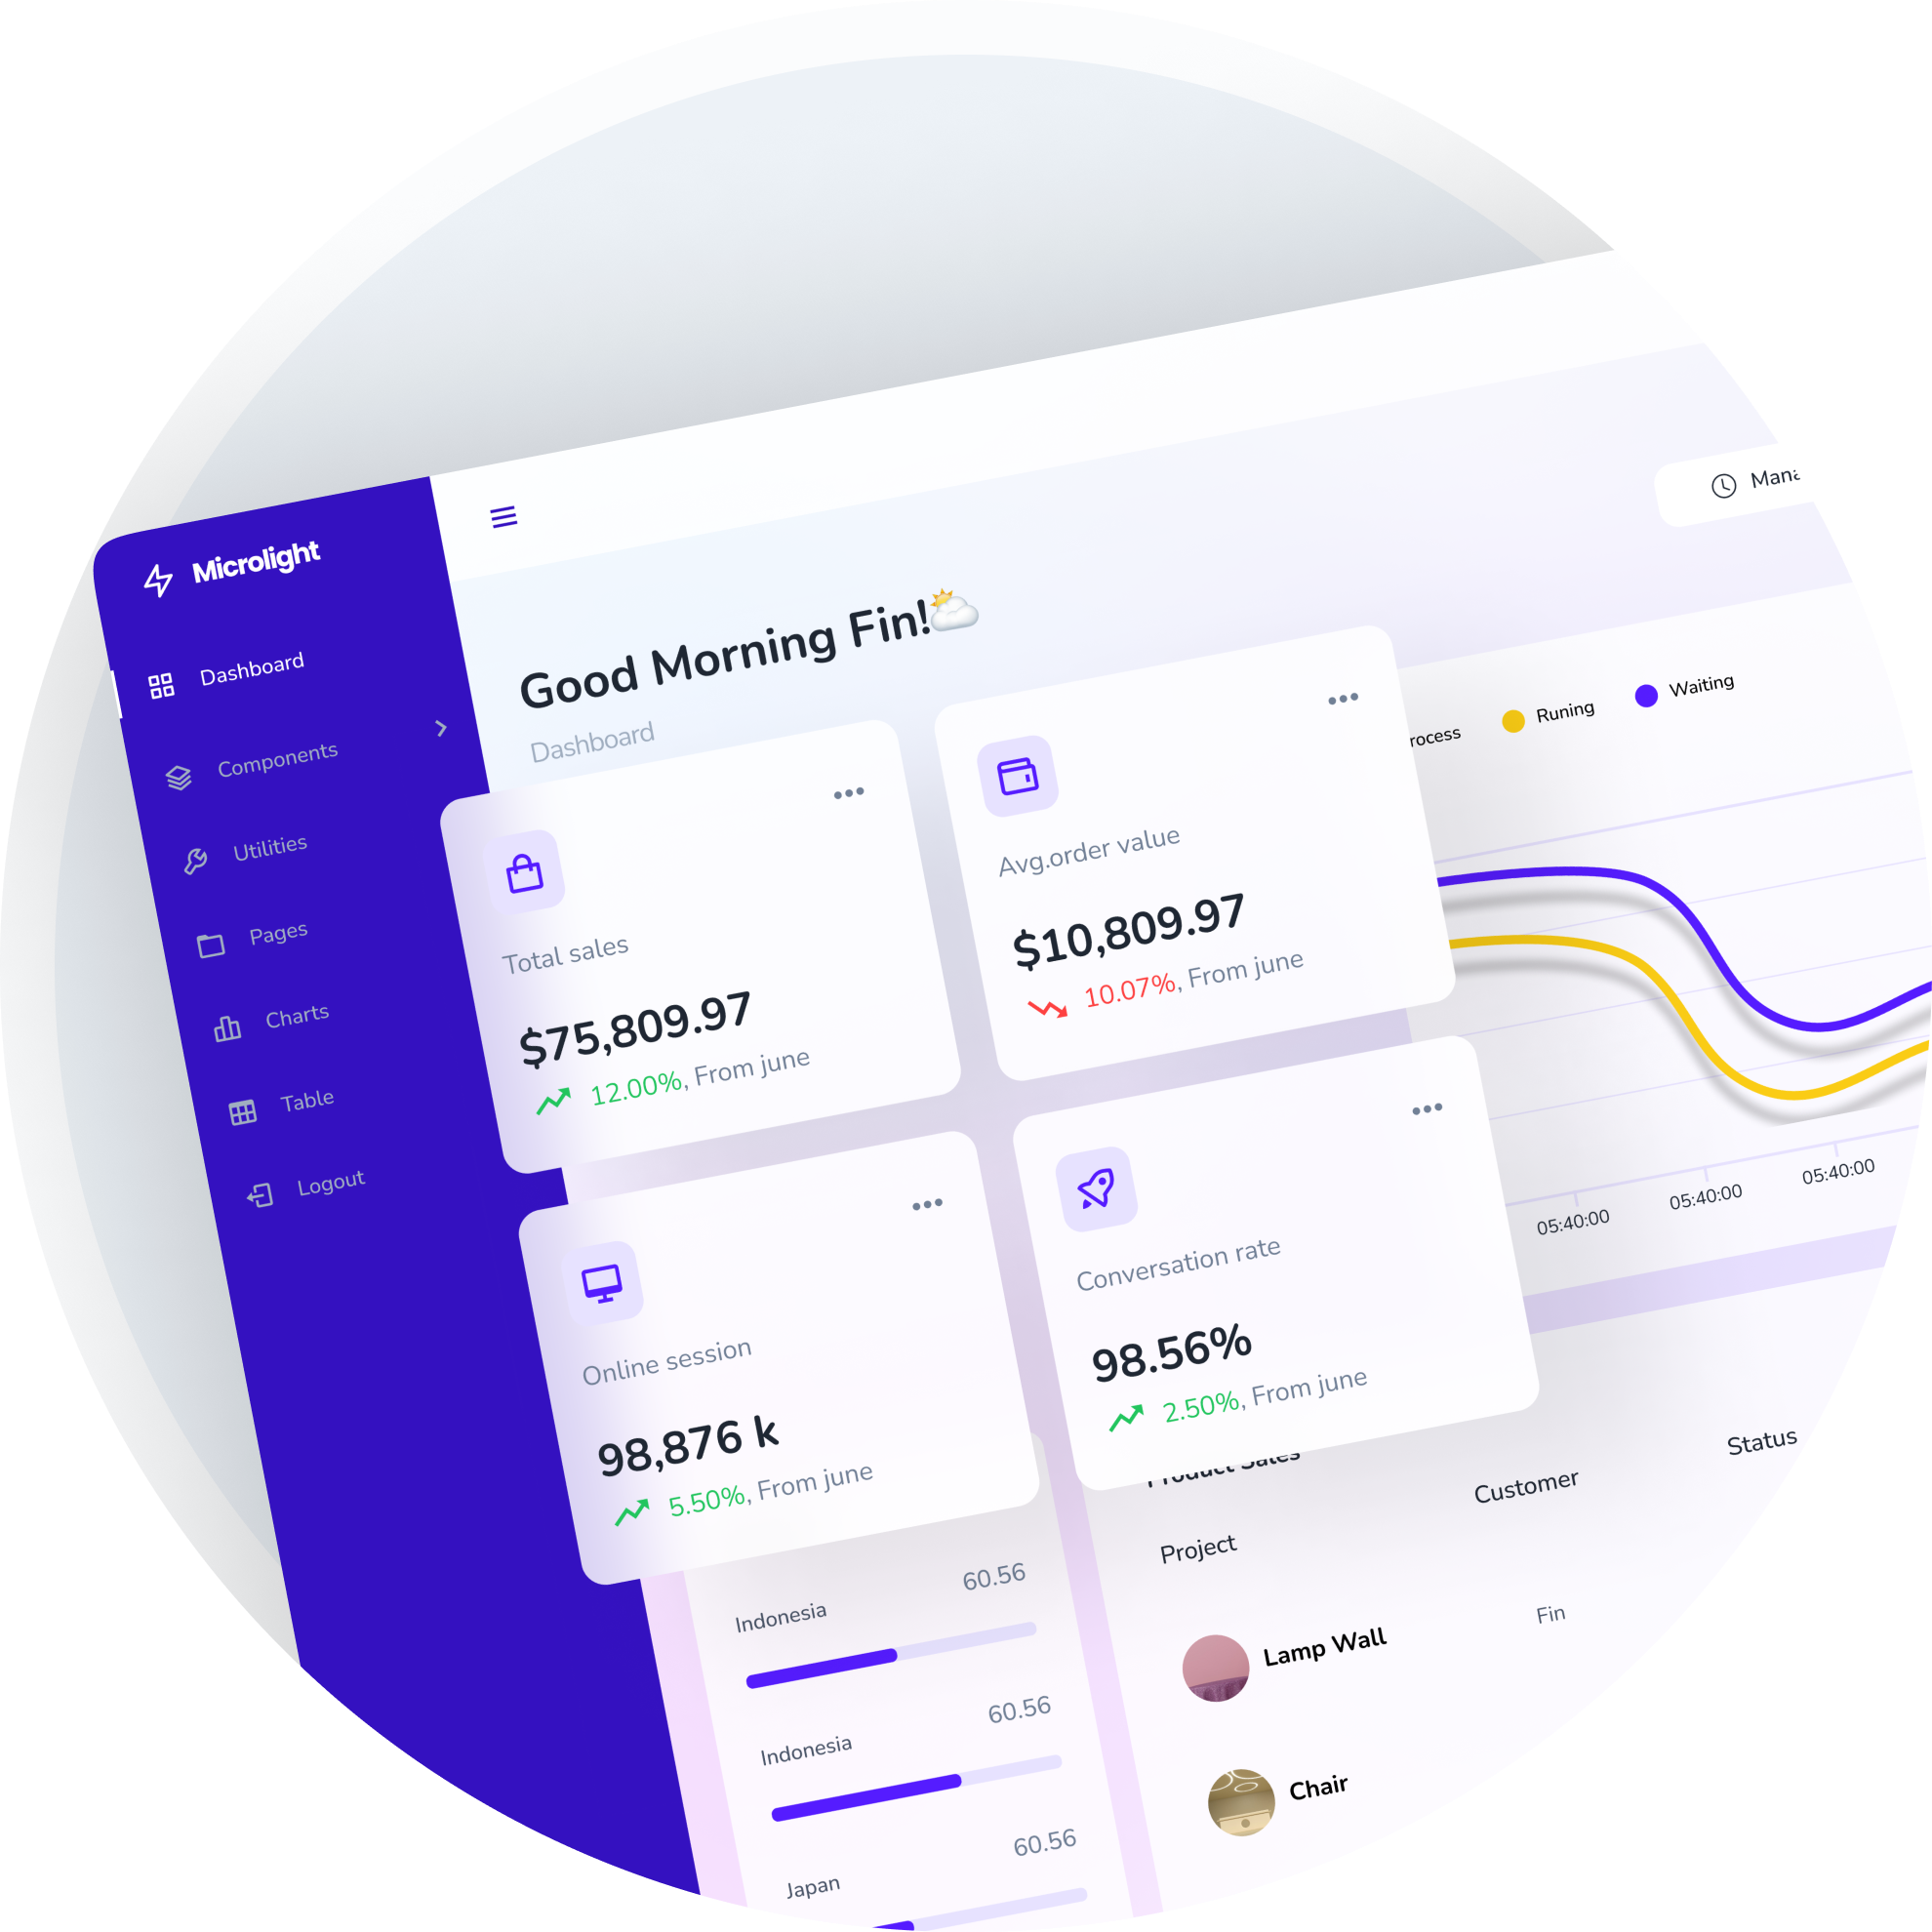 Microlight
Dashboard
Components
Utilities
Pages
Charts
Table
Logout
Good Morning Fin!
Dashboard
Total sales
$75,809.97
12.00%, From june
Avg.order value
$10,809.97
10.07%, From june
Online session
98,876 k
5.50%, From june
Conversation rate
98.56%
2.50%, From june
Runing
Waiting
05:40:00
05:40:00
05:40:00
Indonesia
60.56
Indonesia
60.56
Japan
60.56
Product Sales
Project
Customer
Status
Lamp Wall
Fin
Chair